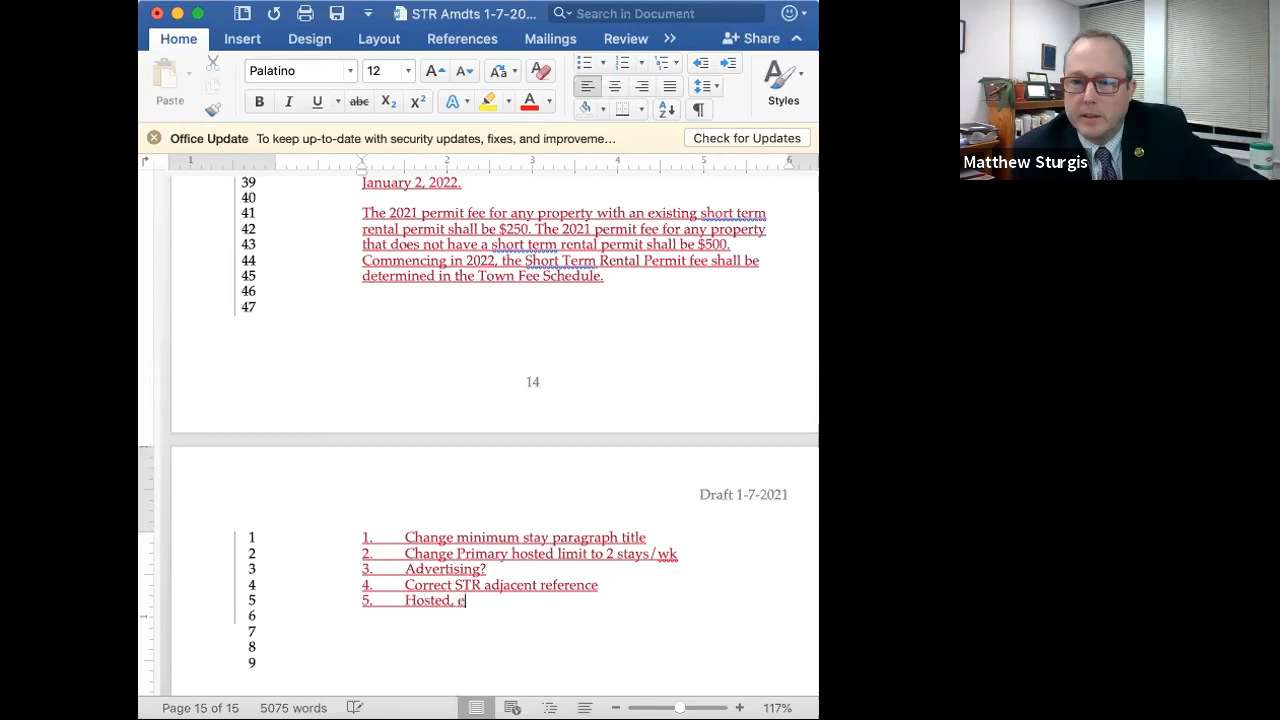 STR Amdts 1-7-20...
Search in Document
Home Insert Design Layout References Mailings Review >> Share
Paste
Palatino 12
Styles
Office Update To keep up-to-date with security updates, fixes, and improveme... Check for Updates
1 2 3 4 5 6
39 January 2, 2022.
40
41 The 2021 permit fee for any property with an existing short term
42 rental permit shall be $250. The 2021 permit fee for any property
43 that does not have a short term rental permit shall be $500.
44 Commencing in 2022, the Short Term Rental Permit fee shall be
45 determined in the Town Fee Schedule.
46
47
14
Draft 1-7-2021
1 1. Change minimum stay paragraph title
2 2. Change Primary hosted limit to 2 stays/wk
3 3. Advertising?
4 4. Correct STR adjacent reference
5 5. Hosted, e
6
7
8
9
Page 15 of 15 5075 words 117%
Matthew Sturgis